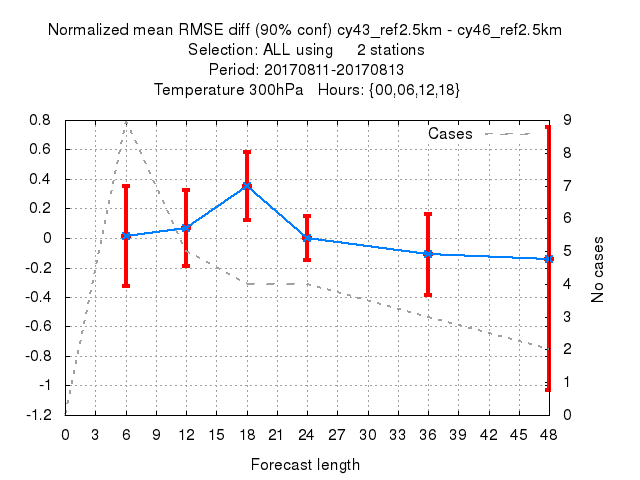 Normalized mean RMSE diff (90% conf) cy43_ref2.5km - cy46_ref2.5km
Selection: ALL using     2 stations
Period: 20170811-20170813
Temperature 300hPa   Hours: {00,06,12,18}
Cases
0.8
0.6
0.4
0.2
0
-0.2
-0.4
-0.6
-0.8
-1
-1.2
9
8
7
6
5
4
3
2
1
0
No cases
0 3 6 9 12 15 18 21 24 27 30 33 36 39 42 45 48
Forecast length